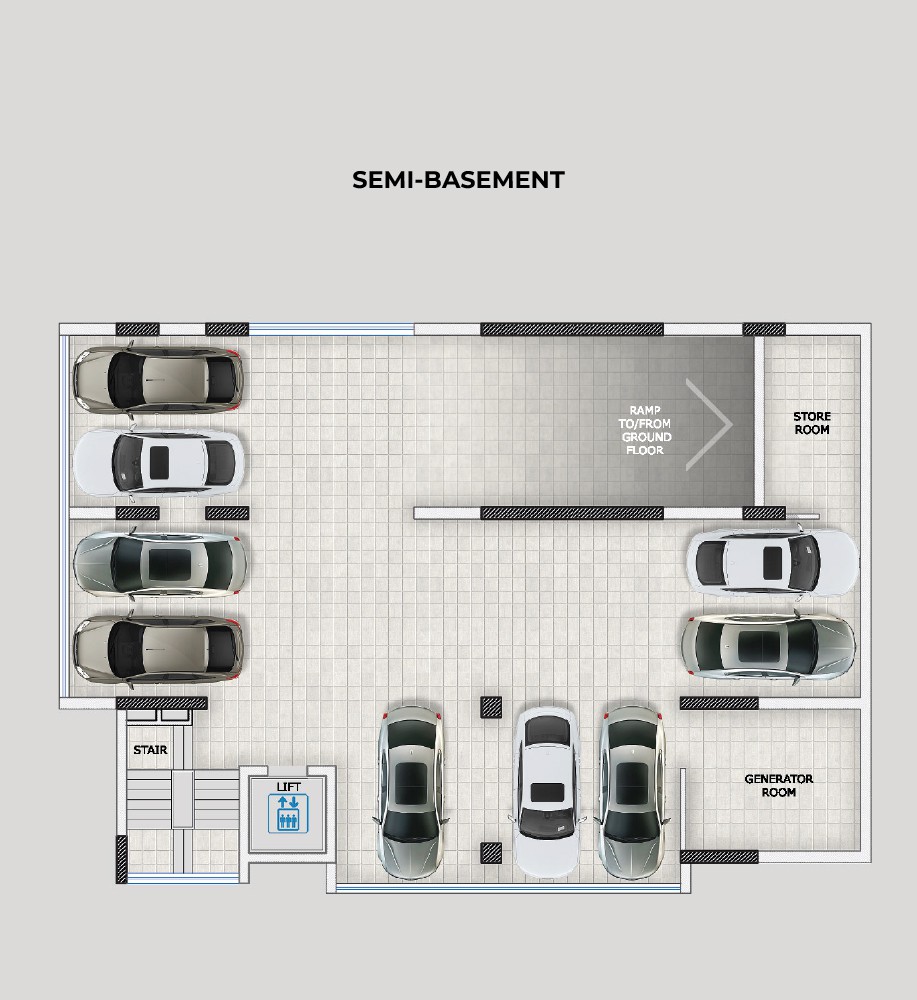 SEMI-BASEMENT
RAMP
TO/FROM
GROUND
FLOOR
STORE
ROOM
STAIR
LIFT
GENERATOR
ROOM